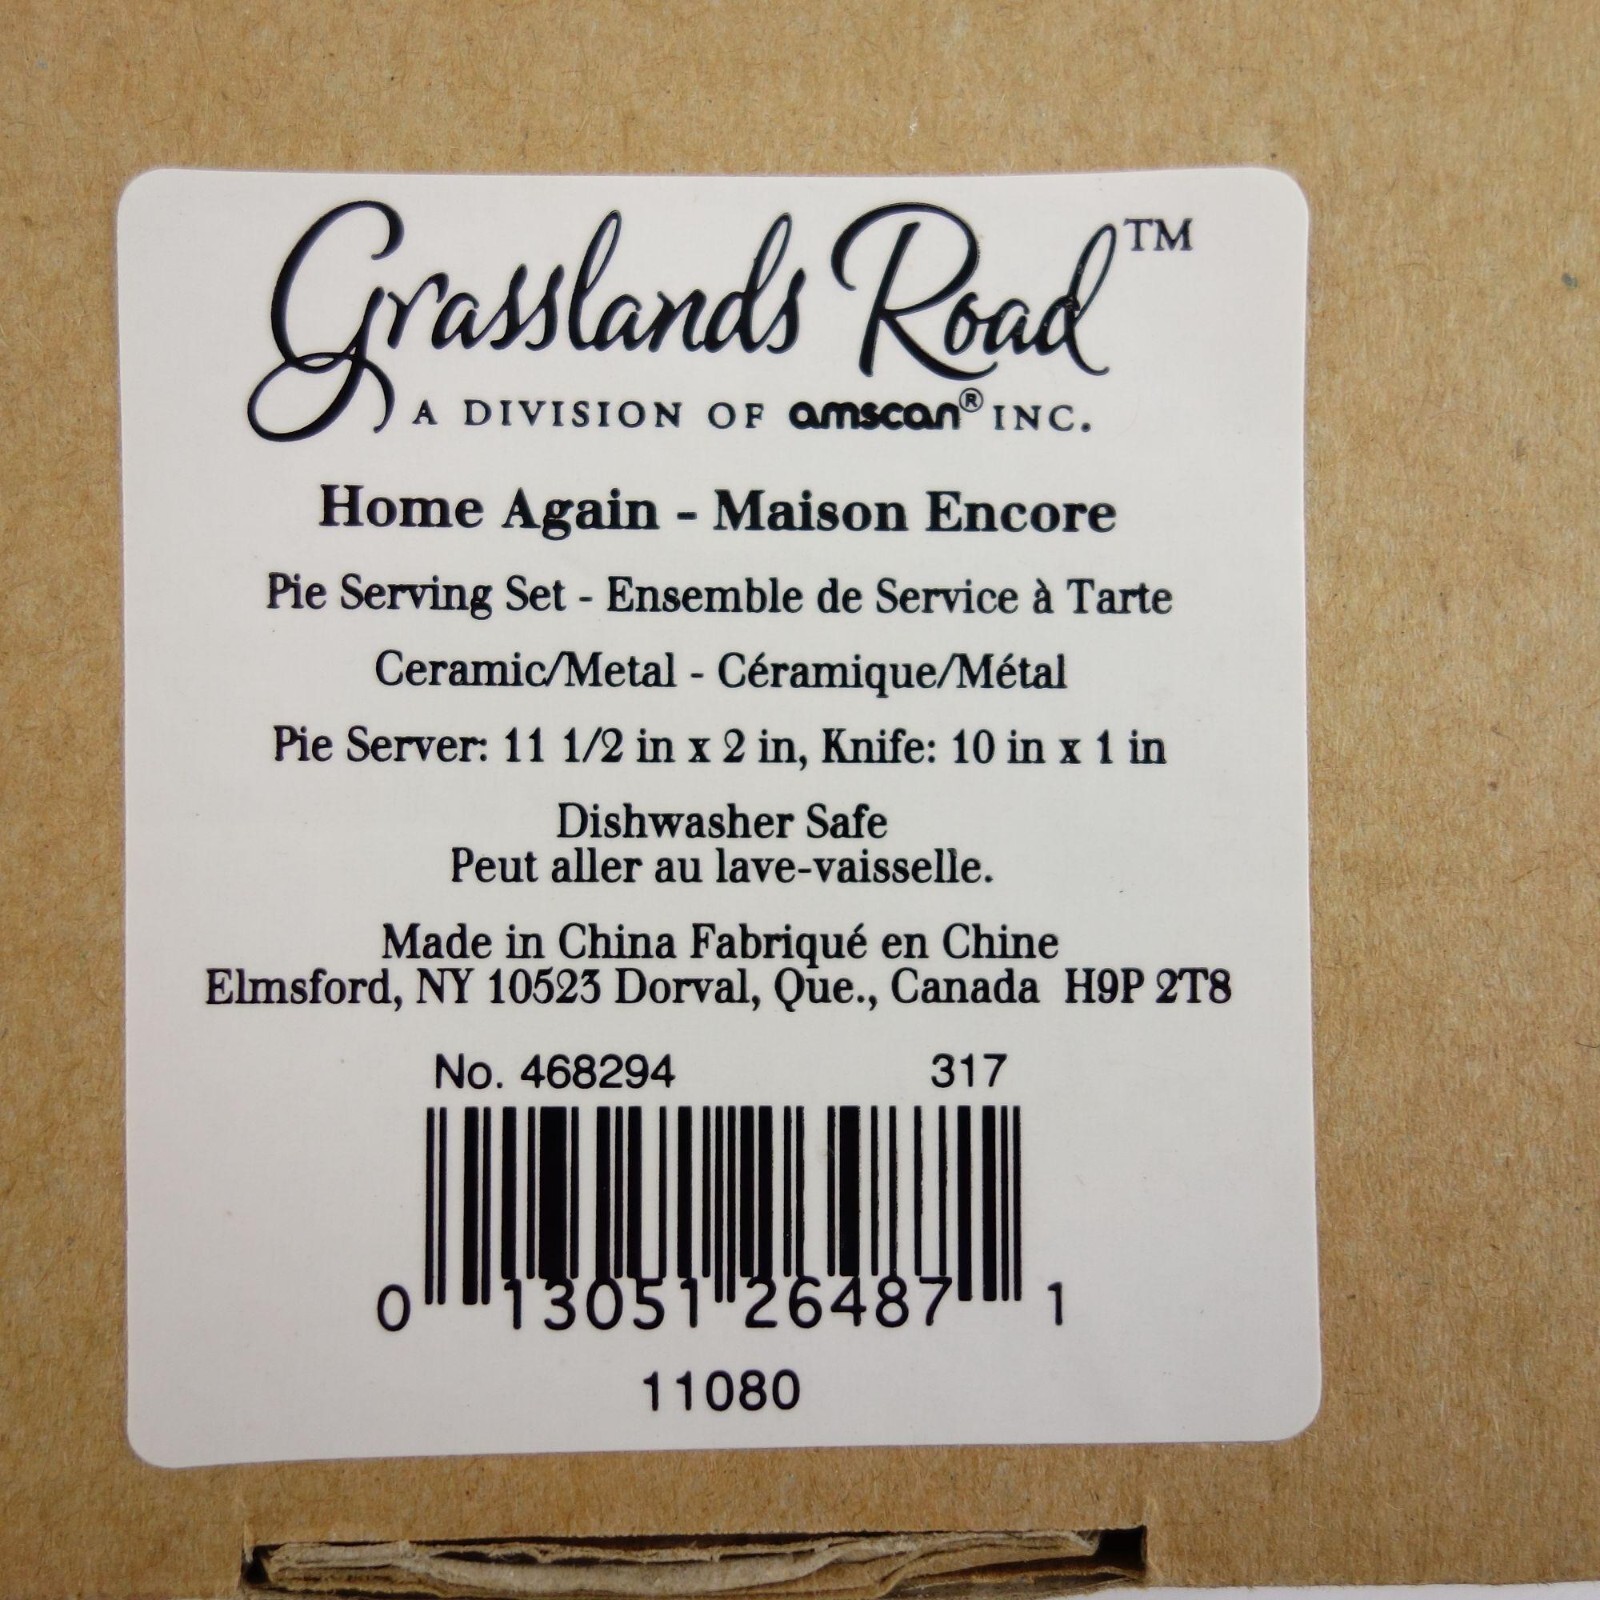 Grasslands Road™
A DIVISION OF amscan® INC.
Home Again - Maison Encore
Pie Serving Set - Ensemble de Service à Tarte
Ceramic/Metal - Céramique/Métal
Pie Server: 11 1/2 in x 2 in, Knife: 10 in x 1 in
Dishwasher Safe
Peut aller au lave-vaisselle.
Made in China Fabriqué en Chine
Elmsford, NY 10523 Dorval, Que., Canada H9P 2T8
No. 468294 317
0 13051 26487 1
11080